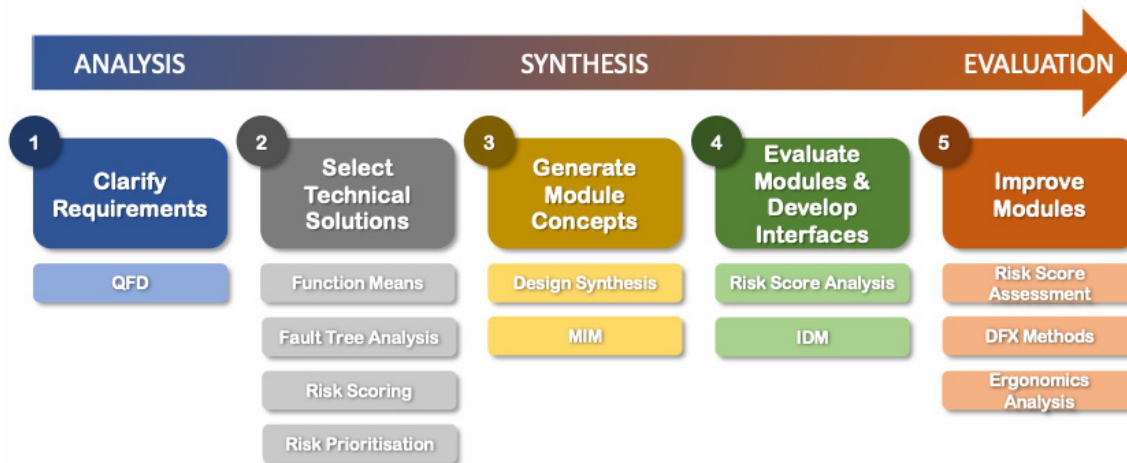 ANALYSIS
SYNTHESIS
EVALUATION
1
Clarify
Requirements
QFD
2
Select
Technical
Solutions
Function Means
Fault Tree Analysis
Risk Scoring
Risk Prioritisation
3
Generate
Module
Concepts
Design Synthesis
MIM
4
Evaluate
Modules &
Develop
Interfaces
Risk Score Analysis
IDM
5
Improve
Modules
Risk Score
Assessment
DFX Methods
Ergonomics
Analysis